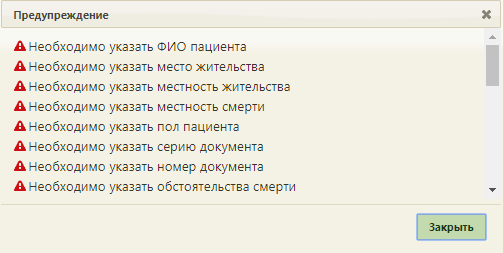 Предупреждение
Необходимо указать ФИО пациента
Необходимо указать место жительства
Необходимо указать местность жительства
Необходимо указать местность смерти
Необходимо указать пол пациента
Необходимо указать серию документа
Необходимо указать номер документа
Необходимо указать обстоятельства смерти
Закрыть